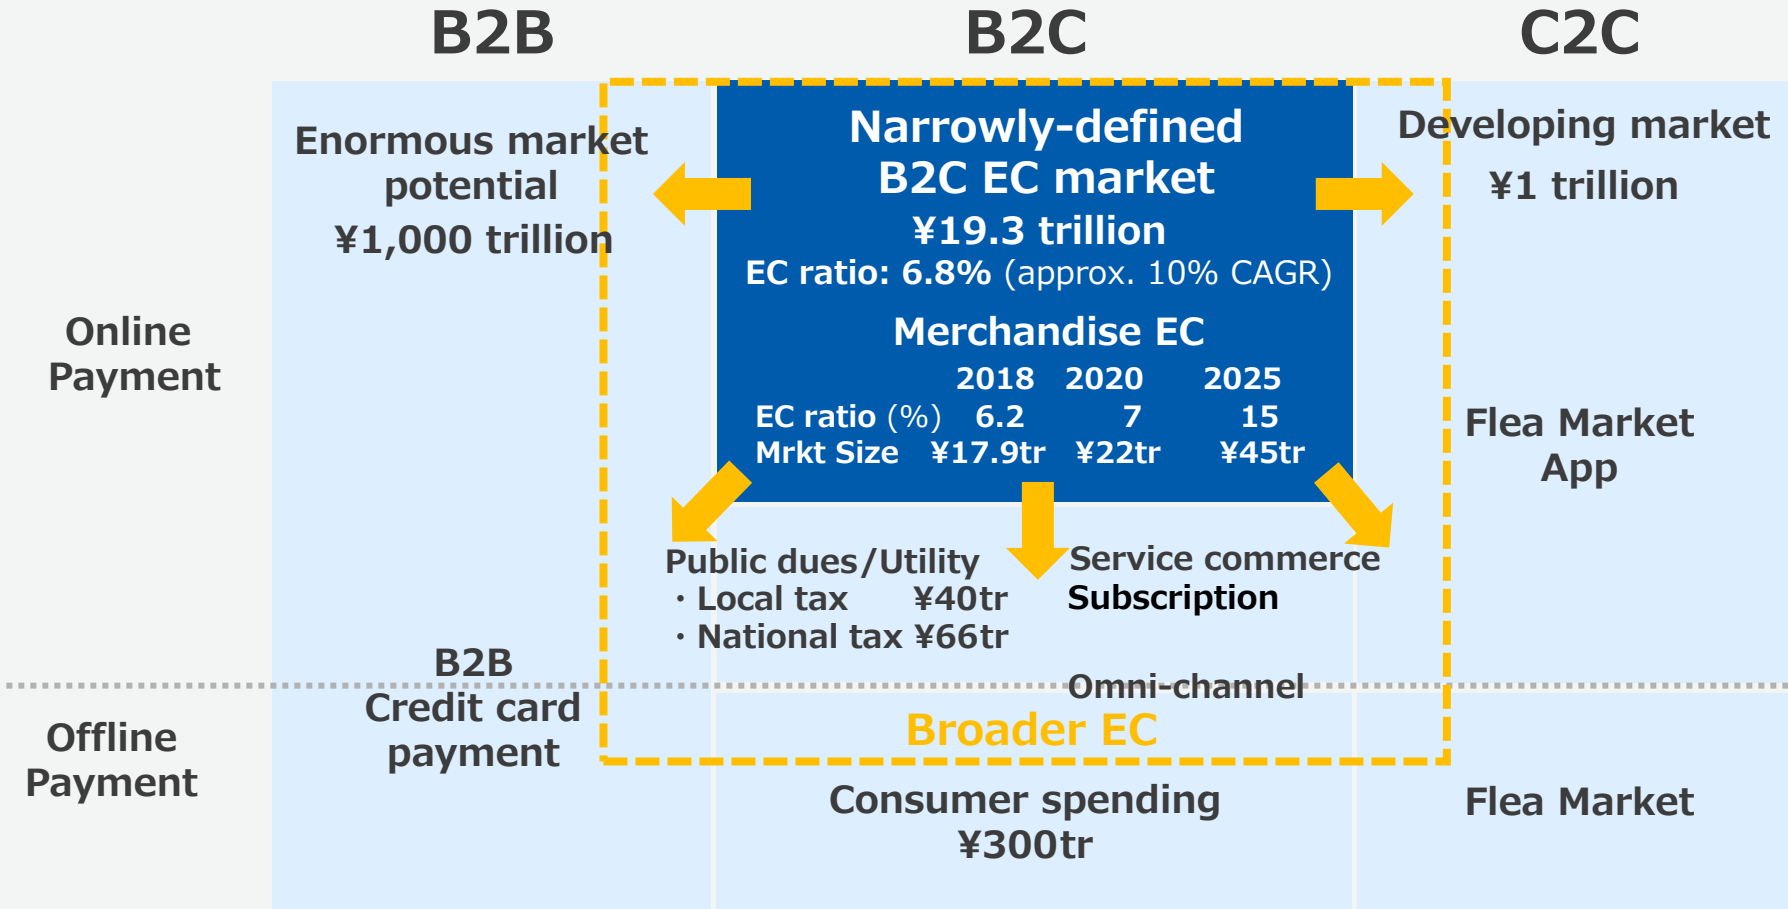 B2B B2C C2C
Online
Payment
Offline
Payment
Enormous market
potential
¥1,000 trillion
B2B
Credit card
payment
Narrowly-defined
B2C EC market
¥19.3 trillion
EC ratio: 6.8% (approx. 10% CAGR)
Merchandise EC
2018 2020 2025
EC ratio (%) 6.2 7 15
Mrkt Size ¥17.9tr ¥22tr ¥45tr
Public dues/Utility
・Local tax ¥40tr
・National tax ¥66tr
Service commerce
Subscription
Omni-channel
Broader EC
Consumer spending
¥300tr
Developing market
¥1 trillion
Flea Market
App
Flea Market